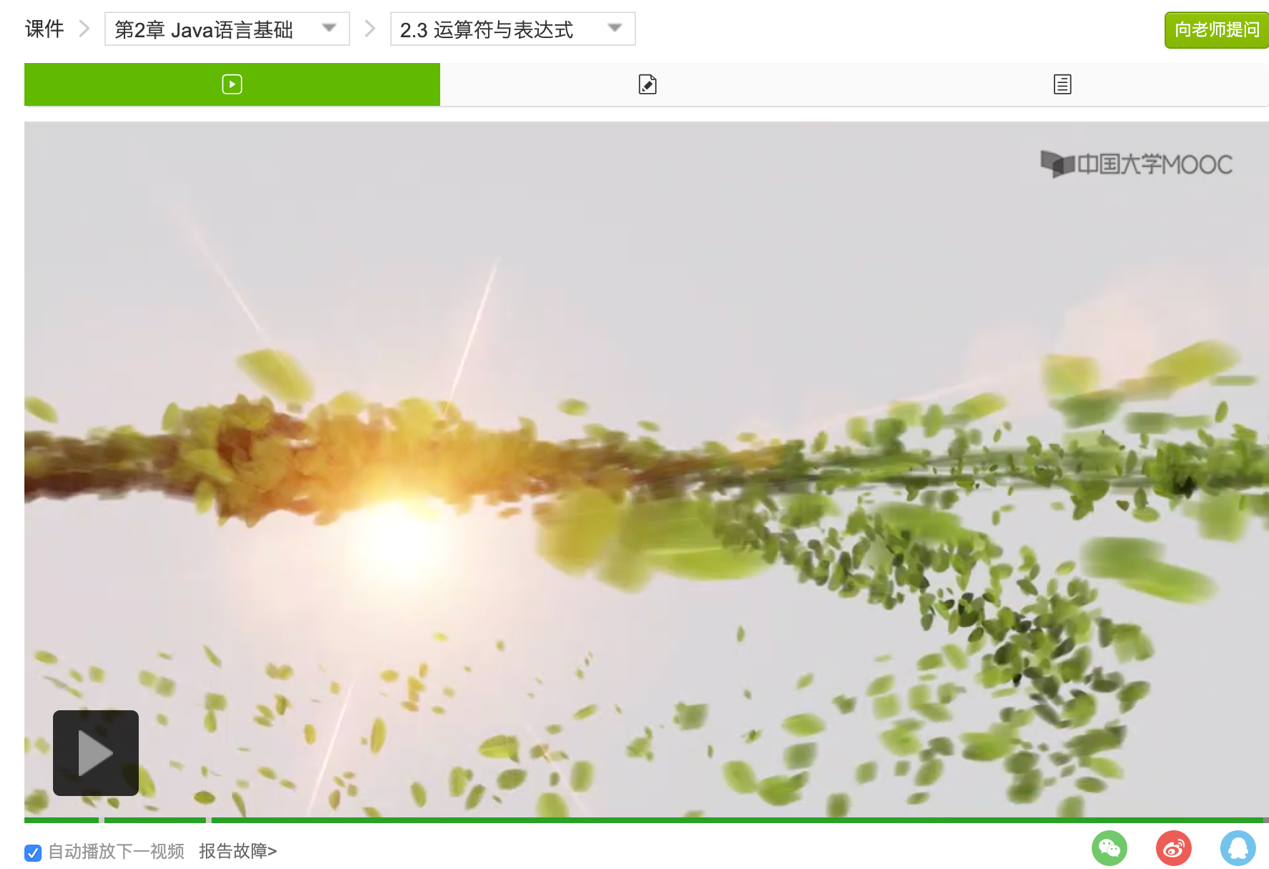 课件
第2章 Java语言基础
2.3 运算符与表达式
向老师提问
中国大学MOOC
自动播放下一视频 报告故障>